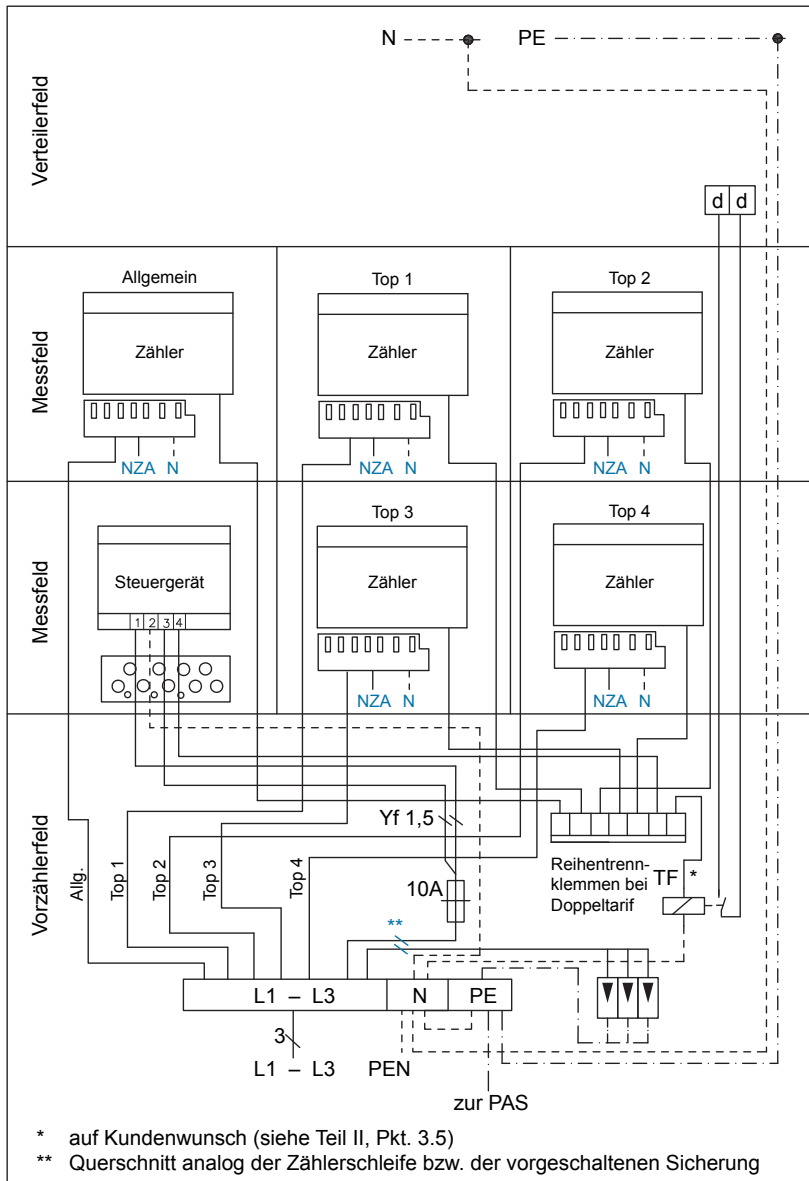 N
PE
Verteilerfeld
d d
Messfeld
Allgemein
Top 1
Top 2
Zähler
Zähler
Zähler
NZA N
NZA N
NZA N
Messfeld
Top 3
Top 4
Steuergerät
Zähler
Zähler
1 2 3 4
NZA N
NZA N
Vorzählerfeld
Yf 1,5
Allg.
Top 1
Top 2
Top 3
Top 4
10A
Reihentrenn-
klemmen bei
Doppeltarif
TF *
**
L1 – L3
N
PE
3
L1 – L3
PEN
zur PAS
* auf Kundenwunsch (siehe Teil II, Pkt. 3.5)
** Querschnitt analog der Zählerschleife bzw. der vorgeschaltenen Sicherung